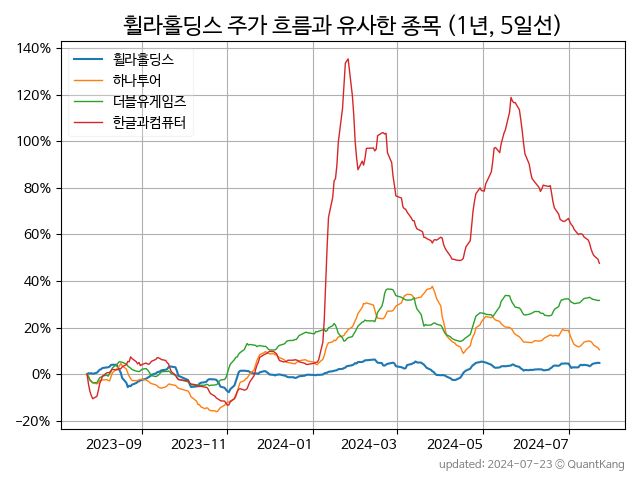 휠라홀딩스 주가 흐름과 유사한 종목 (1년, 5일선)
140%
120%
100%
80%
60%
40%
20%
0%
−20%
휠라홀딩스
하나투어
더블유게임즈
한글과컴퓨터
2023-09 2023-11 2024-01 2024-03 2024-05 2024-07
updated: 2024-07-23 © QuantKang